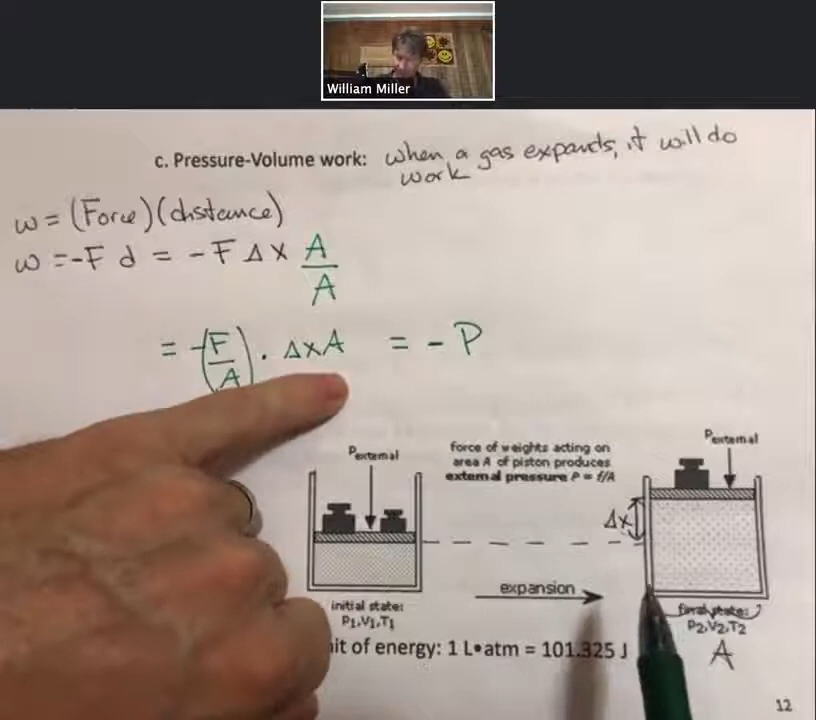 William Miller
c. Pressure-Volume work: when a gas expands, it will do
work
w = (Force)(distance)
w = -F d = -F Δx A/A
= -(F/A) · ΔxA = - P
Pexternal
force of weights acting on
area A of piston produces
external pressure P = f/A
Pexternal
Δx
expansion
initial state:
P₁,V₁,T₁
final state:
P₂,V₂,T₂
it of energy: 1 L•atm = 101.325 J
A
12